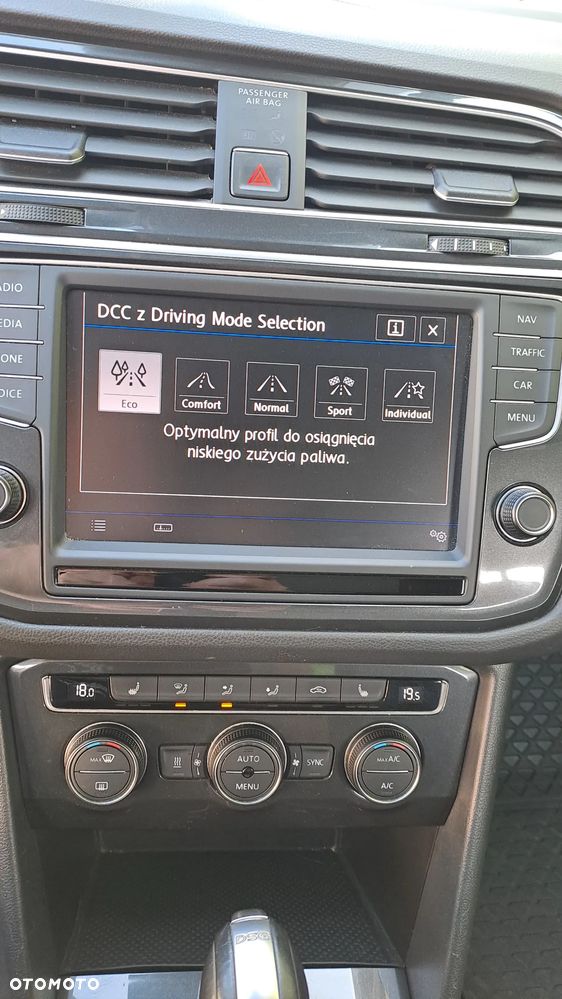 PASSENGER
AIR BAG
ADIO
EDIA
ONE
OICE
NAV
TRAFFIC
CAR
MENU
DCC z Driving Mode Selection
i
X
Eco
Comfort
Normal
Sport
Individual
Optymalny profil do osiągnięcia
niskiego zużycia paliwa.
18.0
19.5
MAX
AUTO
MENU
SYNC
MAX A/C
A/C
DSG
OTOMOTO